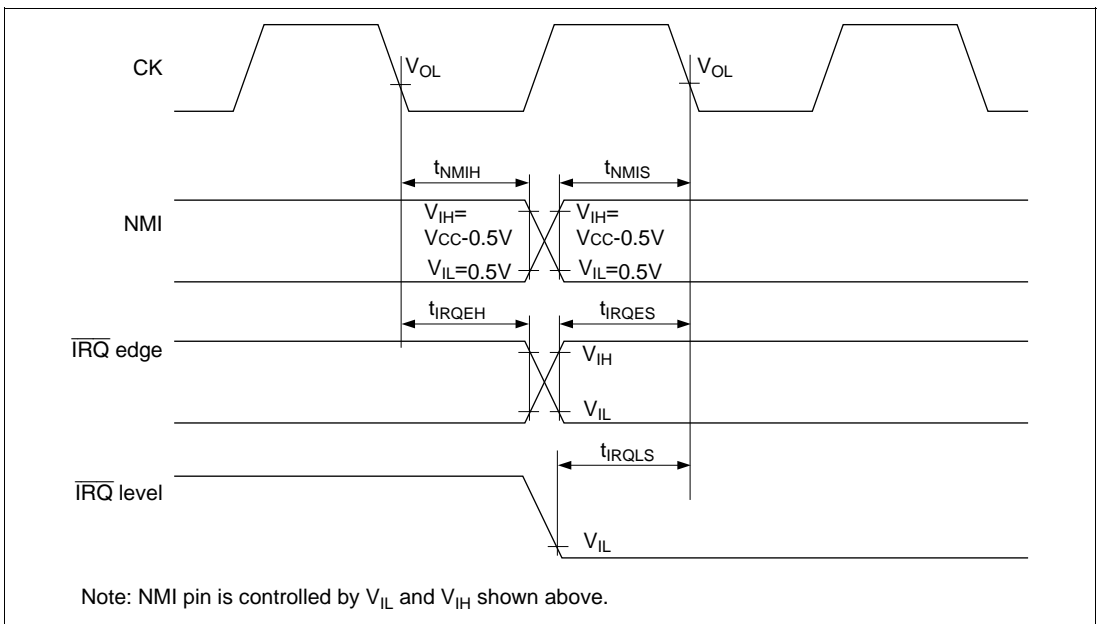 CK
VOL
VOL
tNMIH
tNMIS
NMI
VIH=
VCC-0.5V
VIL=0.5V
VIH=
VCC-0.5V
VIL=0.5V
tIRQEH
tIRQES
I̅R̅Q̅ edge
VIH
VIL
tIRQLS
I̅R̅Q̅ level
VIL
Note: NMI pin is controlled by VIL and VIH shown above.